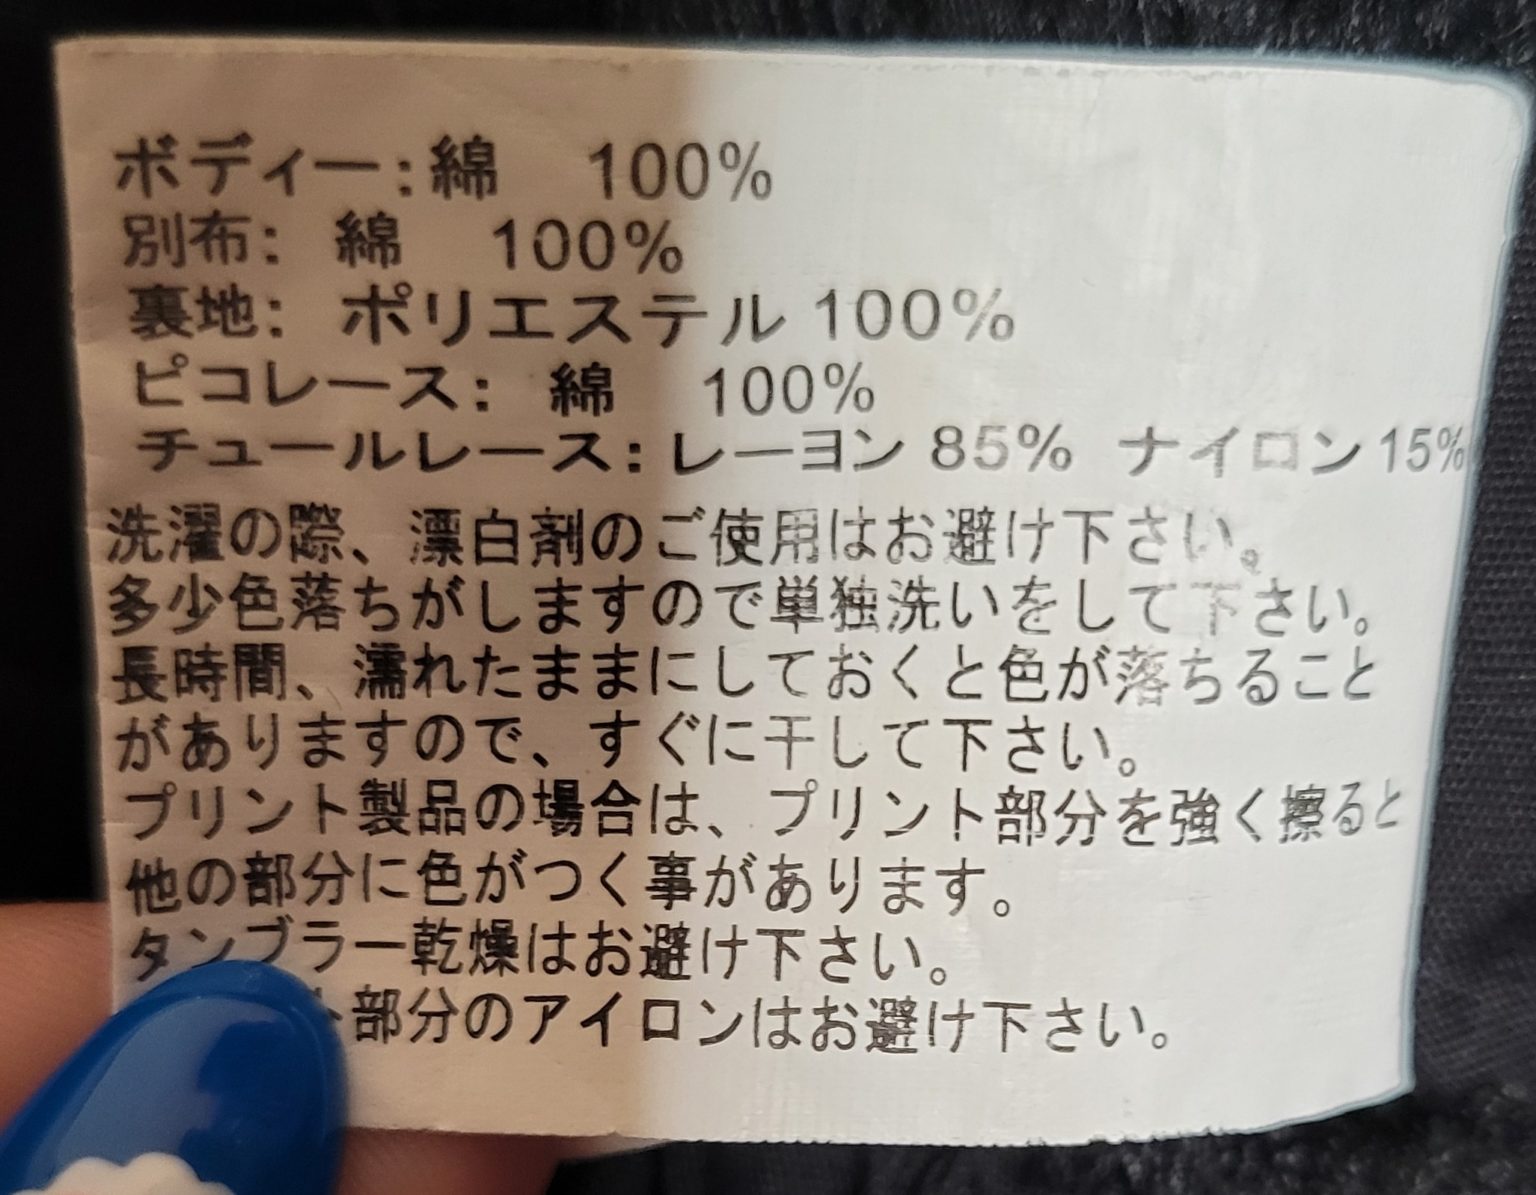 ボディー:綿　100%
別布: 綿　100%
裏地: ポリエステル 100%
ピコレース: 綿　100%
チュールレース: レーヨン 85% ナイロン 15%
洗濯の際、漂白剤のご使用はお避け下さい。
多少色落ちがしますので単独洗いをして下さい。
長時間、濡れたままにしておくと色が落ちること
がありますので、すぐに干して下さい。
プリント製品の場合は、プリント部分を強く擦ると
他の部分に色がつく事があります。
タンブラー乾燥はお避け下さい。
部分のアイロンはお避け下さい。